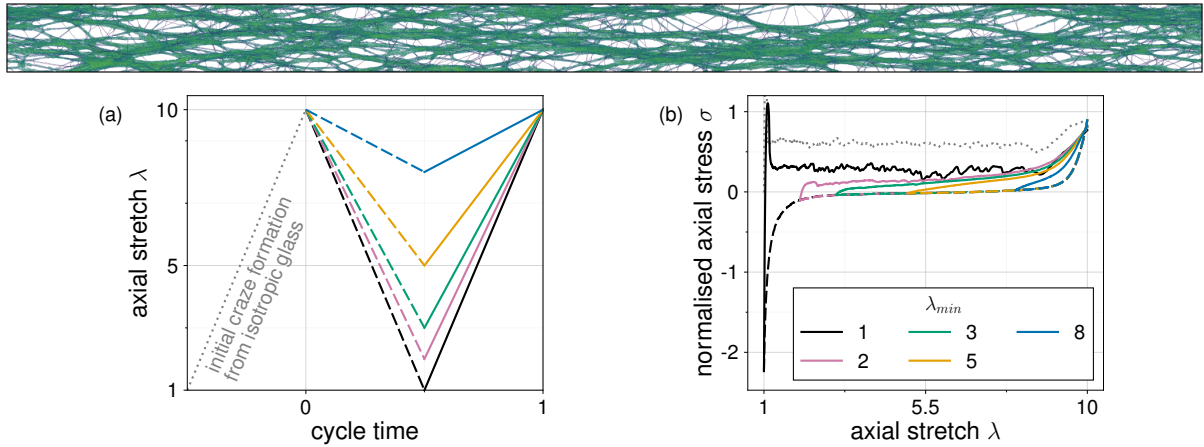 (a)
10
5
1
axial stretch λ
initial craze formation
from isotropic glass
0
1
cycle time
(b)
1
0
-1
-2
normalised axial stress σ
λmin
1
3
8
2
5
1
5.5
10
axial stretch λ